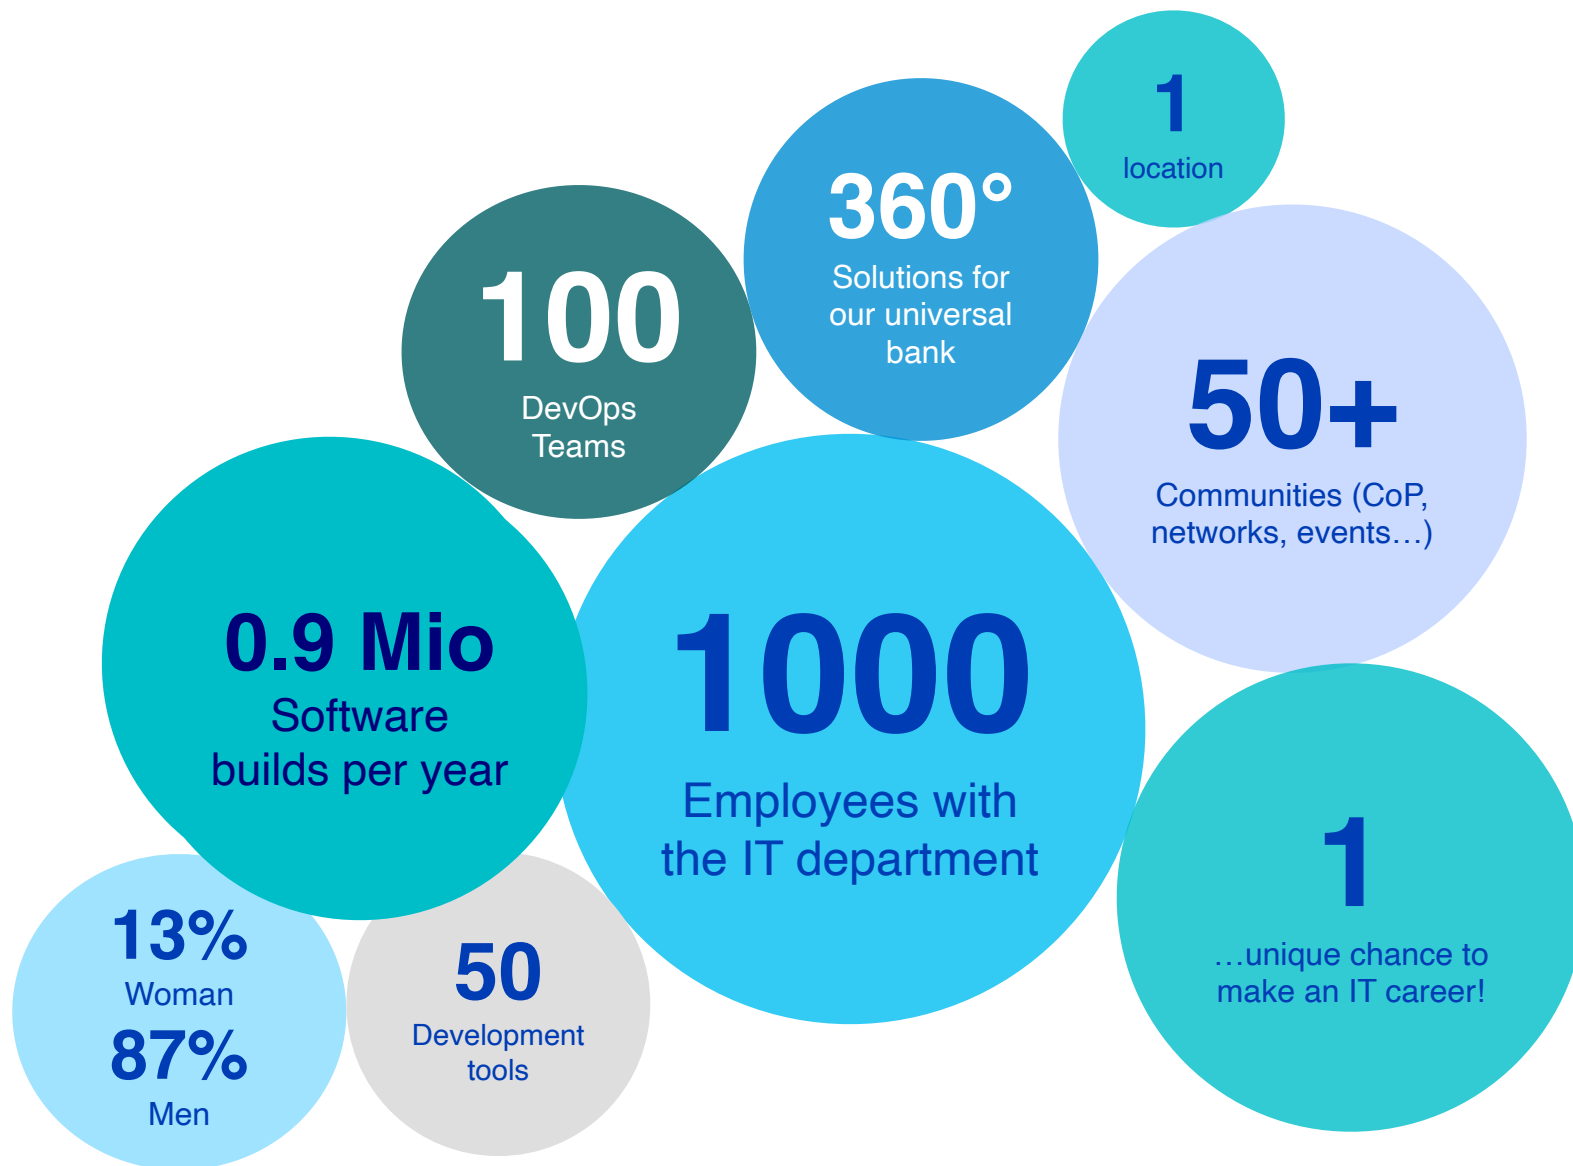 1
location
360°
Solutions for
our universal
bank
100
DevOps
Teams
50+
Communities (CoP,
networks, events…)
0.9 Mio
Software
builds per year
1000
Employees with
the IT department
1
…unique chance to
make an IT career!
13%
Woman
87%
Men
50
Development
tools